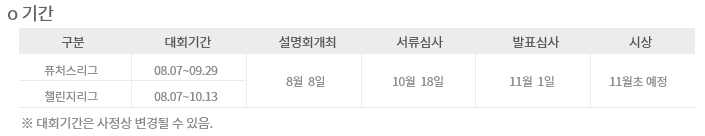 o 기간
구분 대회기간 설명회개최 서류심사 발표심사 시상
퓨처스리그 08.07~09.29 8월 8일 10월 18일 11월 1일 11월초 예정
챌린지리그 08.07~10.13
※ 대회기간은 사정상 변경될 수 있음.